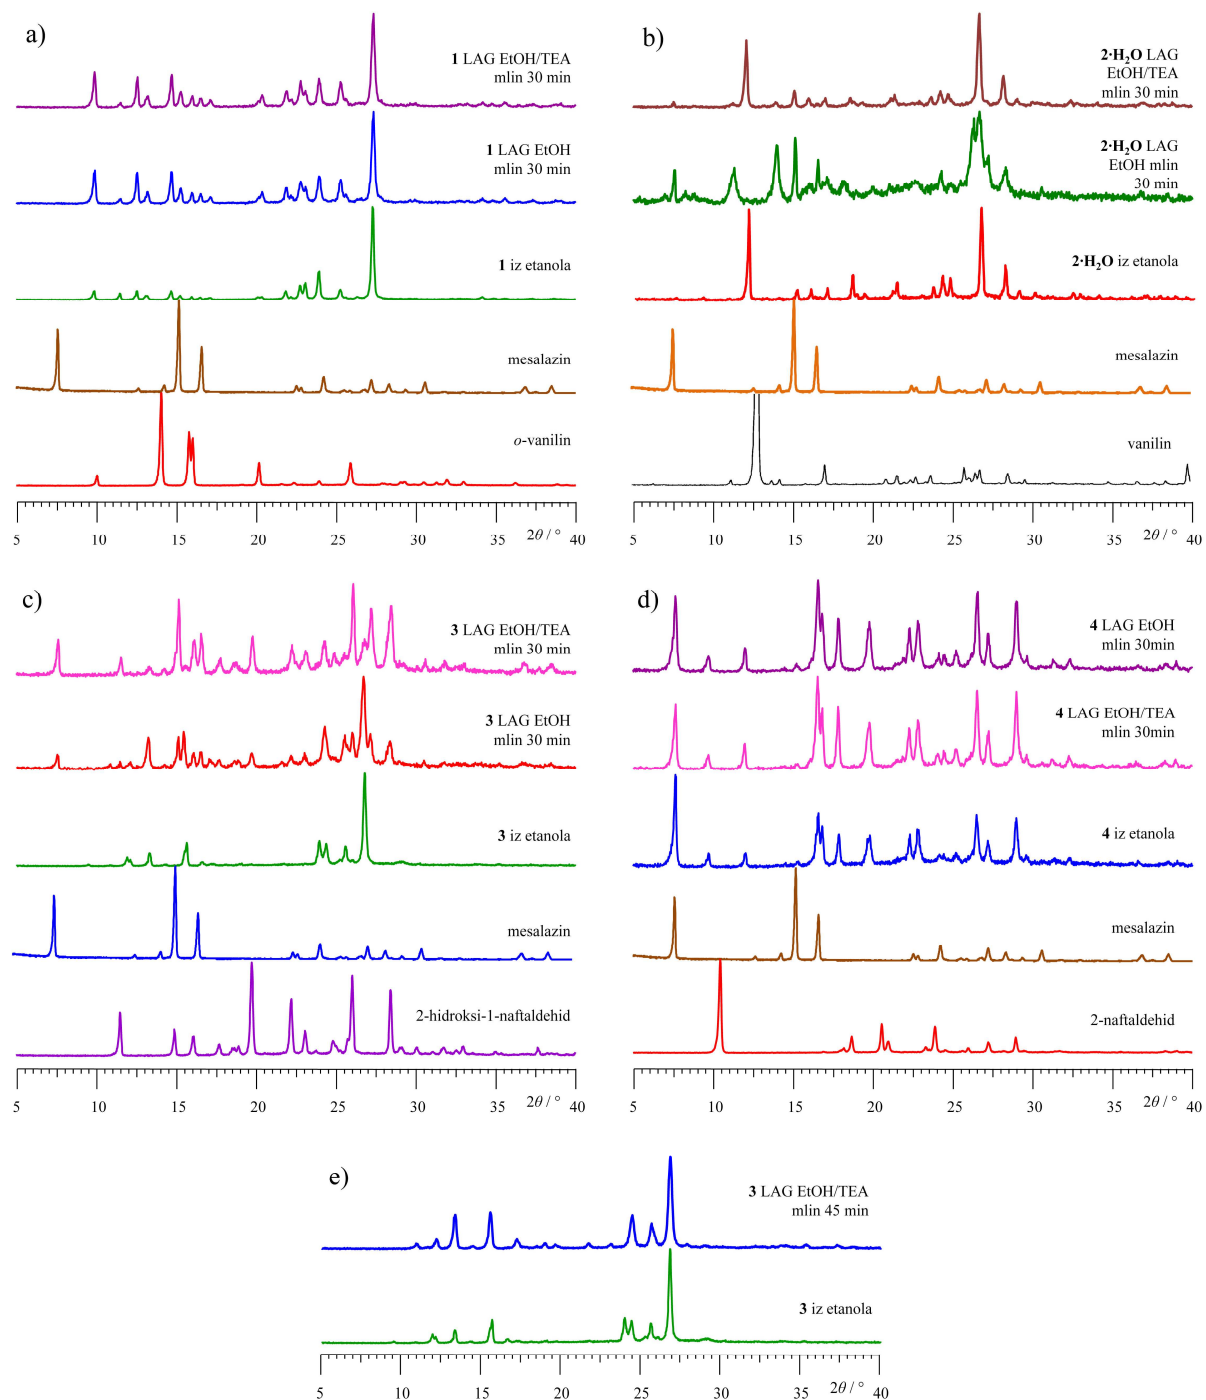 a)
1 LAG EtOH/TEA
mlin 30 min
1 LAG EtOH
mlin 30 min
1 iz etanola
mesalazin
o-vanilin
5 10 15 20 25 30 35 2θ / ° 40
b)
2·H₂O LAG
EtOH/TEA
mlin 30 min
2·H₂O LAG
EtOH mlin
30 min
2·H₂O iz etanola
mesalazin
vanilin
5 10 15 20 25 30 35 2θ / ° 40
c)
3 LAG EtOH/TEA
mlin 30 min
3 LAG EtOH
mlin 30 min
3 iz etanola
mesalazin
2-hidroksi-1-naftaldehid
5 10 15 20 25 30 35 2θ / ° 40
d)
4 LAG EtOH
mlin 30min
4 LAG EtOH/TEA
mlin 30min
4 iz etanola
mesalazin
2-naftaldehid
5 10 15 20 25 30 35 2θ / ° 40
e)
3 LAG EtOH/TEA
mlin 45 min
3 iz etanola
5 10 15 20 25 30 35 2θ / ° 40